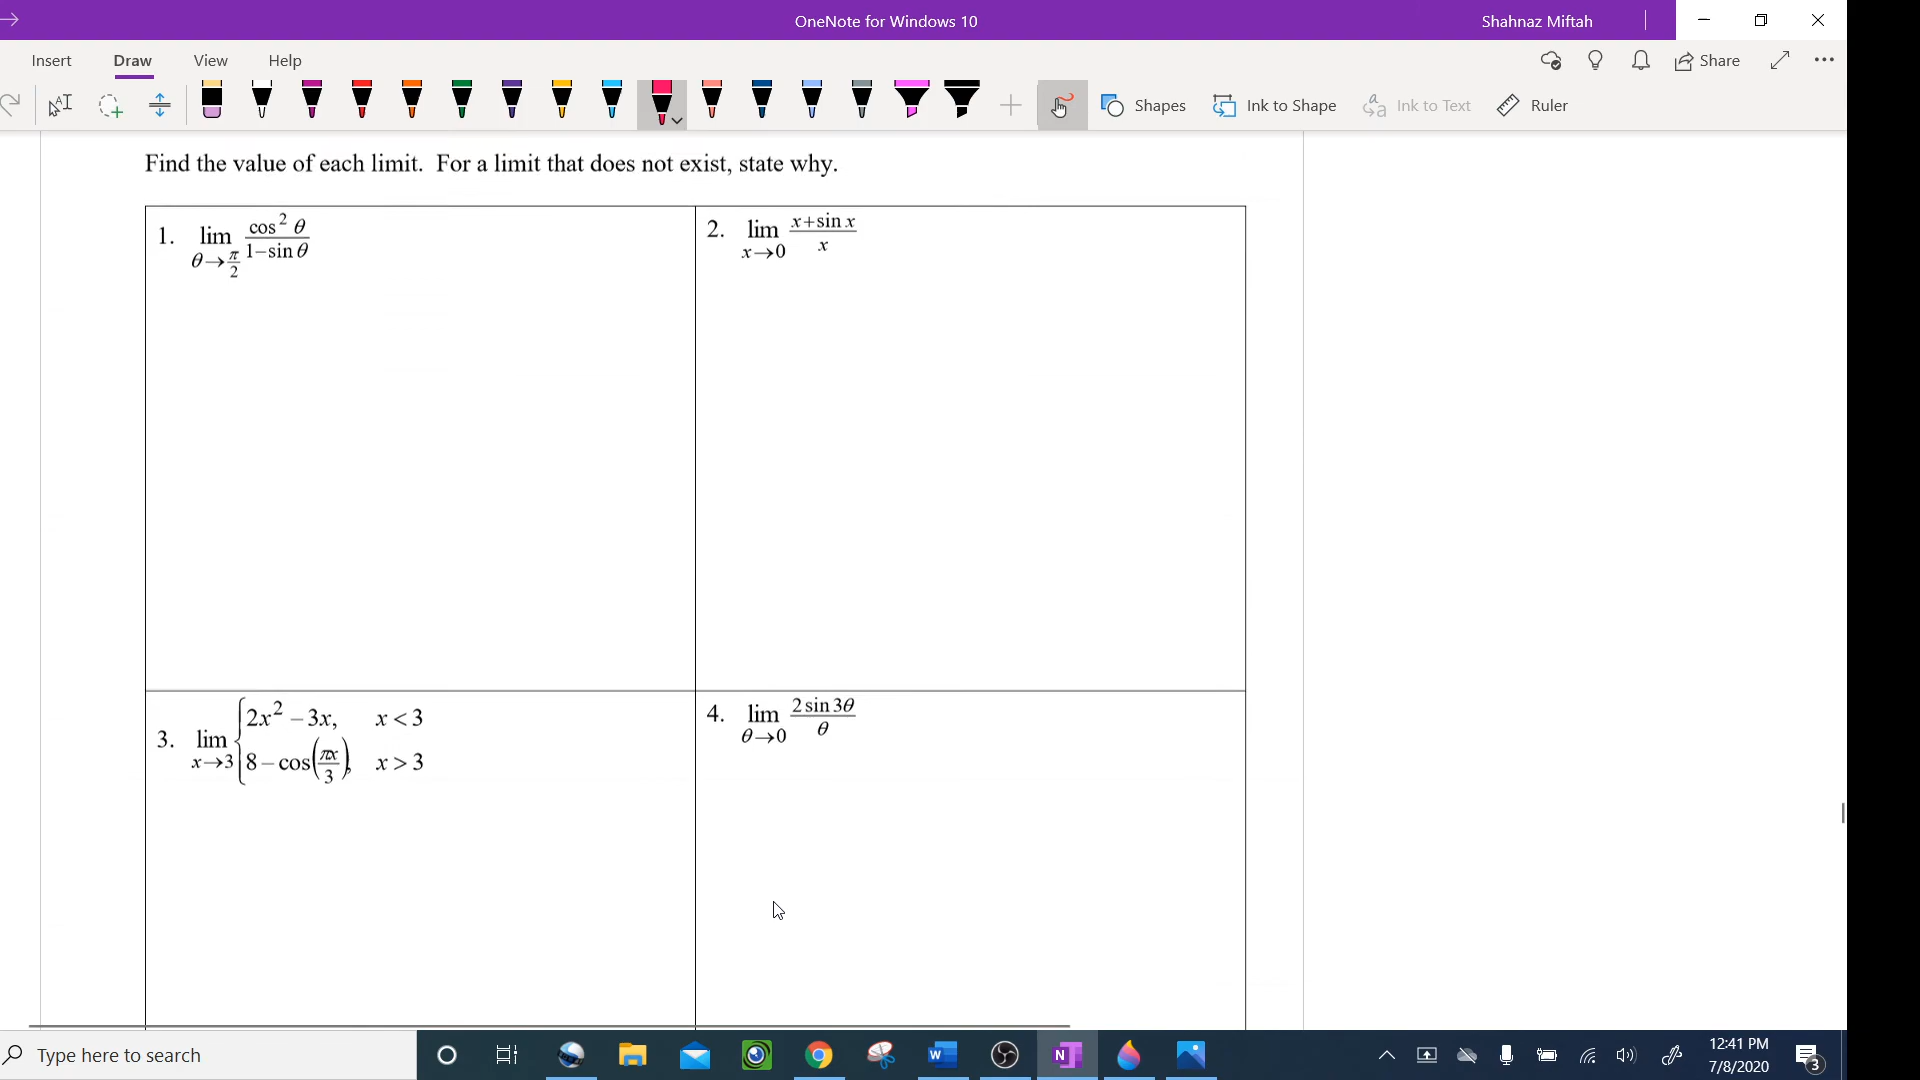 OneNote for Windows 10
Shahnaz Miftah
Insert Draw View Help
Share
Shapes Ink to Shape Ink to Text Ruler
Find the value of each limit. For a limit that does not exist, state why.
1. lim θ→π/2 cos² θ / 1−sin θ
2. lim x→0 x+sin x / x
3. lim x→3 { 2x² − 3x, x < 3
8 − cos(πx/3), x > 3
4. lim θ→0 2 sin 3θ / θ
Type here to search
12:41 PM
7/8/2020
3